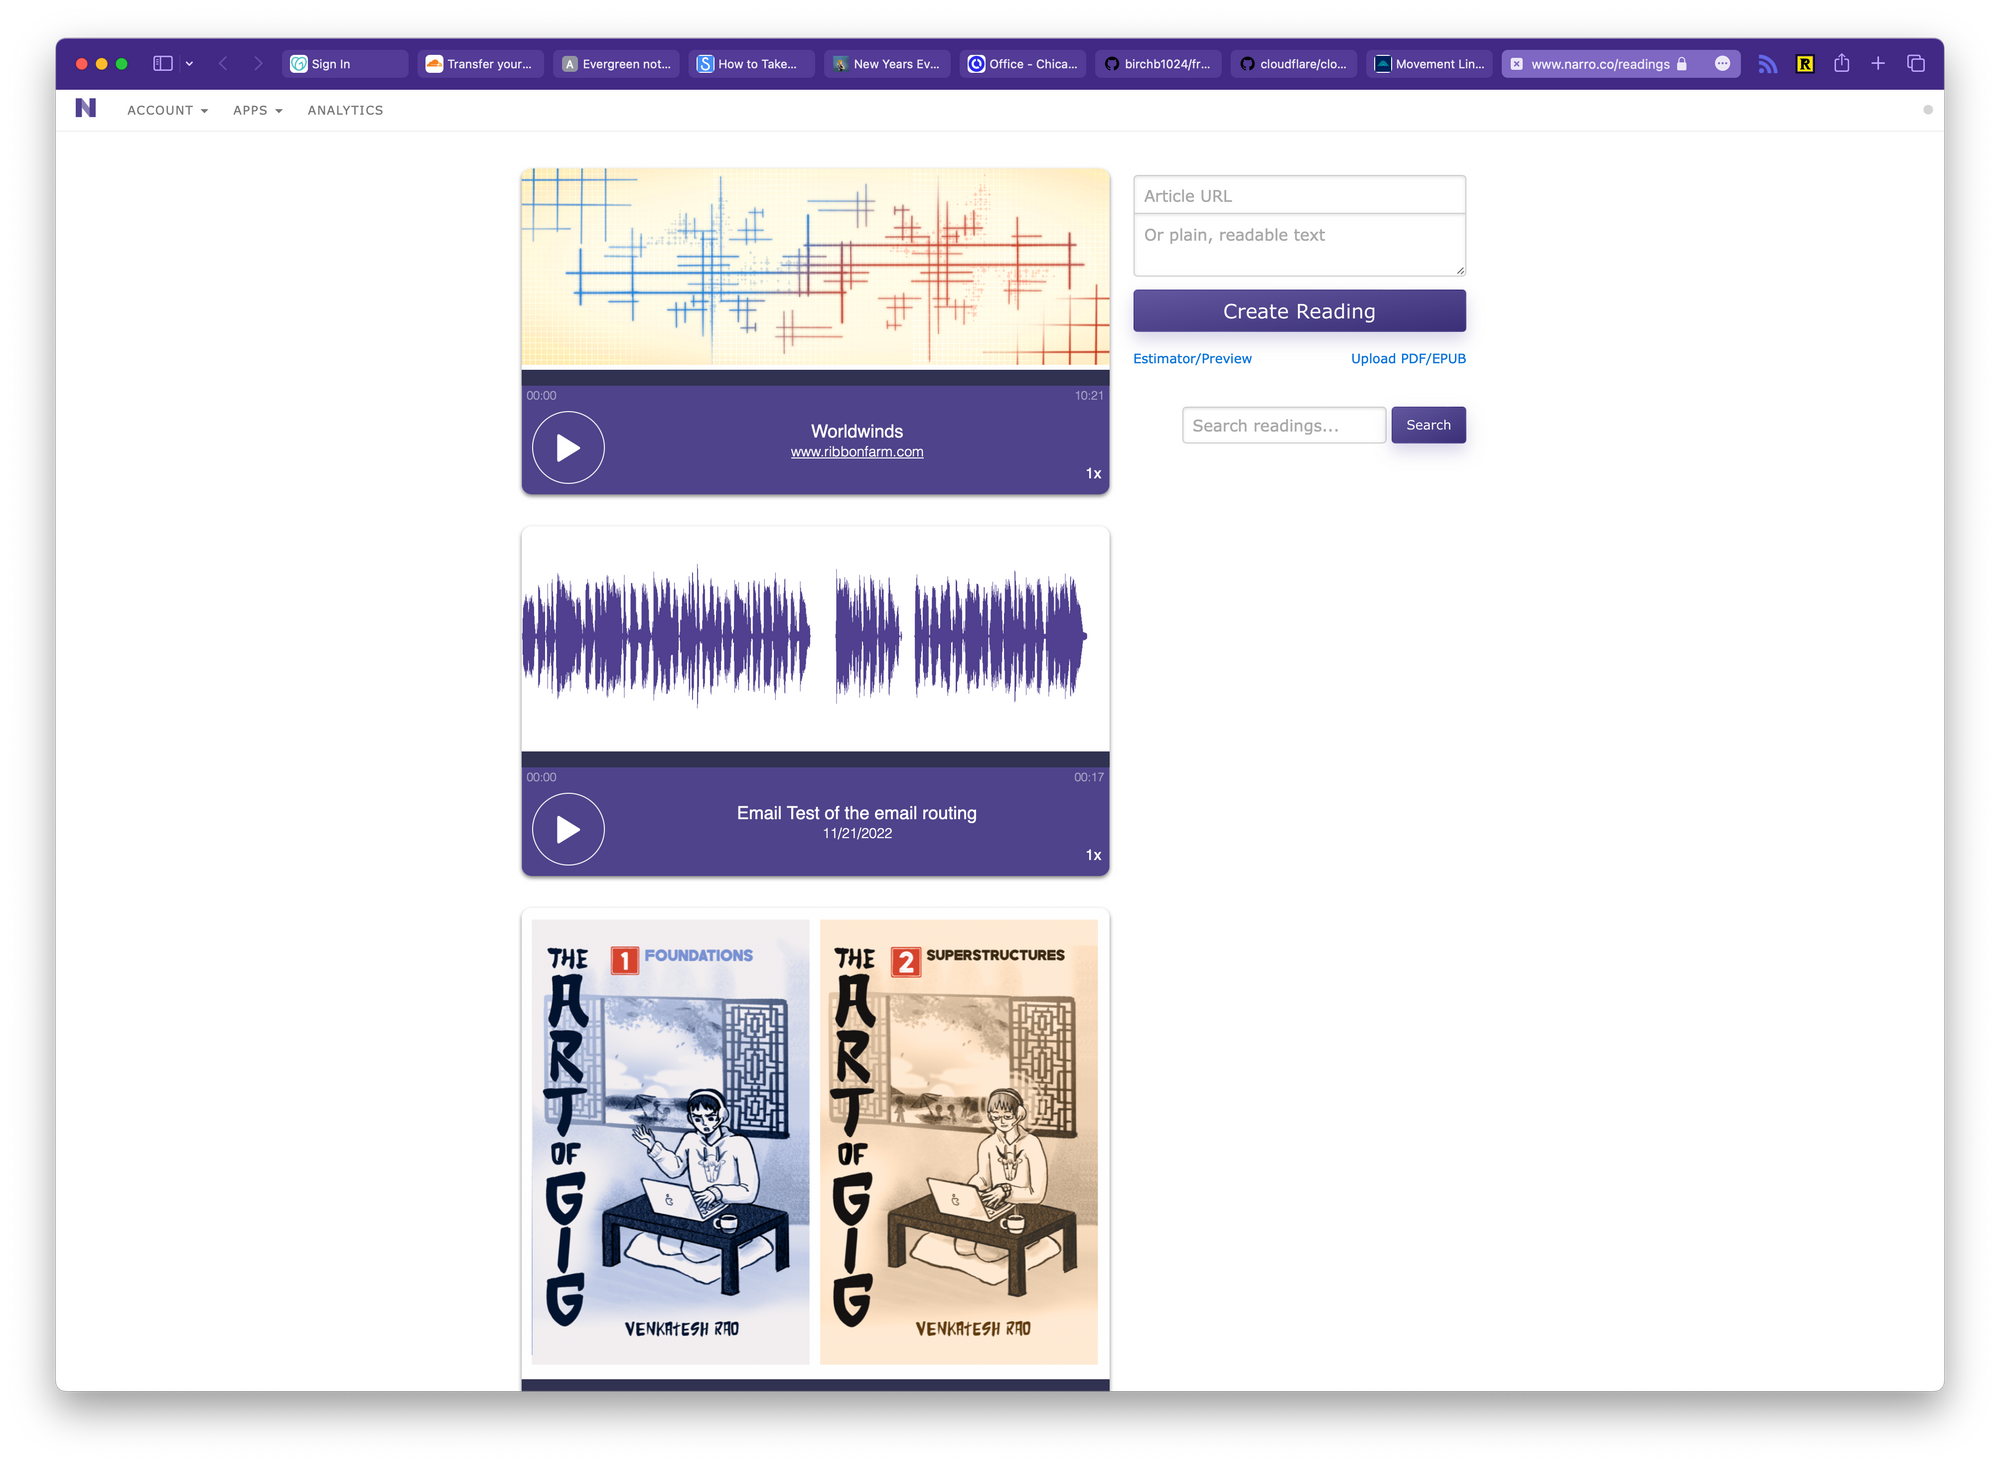 Sign In
Transfer your...
Evergreen not...
How to Take...
New Years Ev...
Office - Chica...
birchb1024/fr...
cloudflare/clo...
Movement Lin...
www.narro.co/readings
N
ACCOUNT
APPS
ANALYTICS
00:00
10:21
Worldwinds
www.ribbonfarm.com
1x
Article URL
Or plain, readable text
Create Reading
Estimator/Preview
Upload PDF/EPUB
Search readings...
Search
00:00
00:17
Email Test of the email routing
11/21/2022
1x
THE
ART
OF
GIG
1 FOUNDATIONS
VENKATESH RAO
THE
ART
OF
GIG
2 SUPERSTRUCTURES
VENKATESH RAO